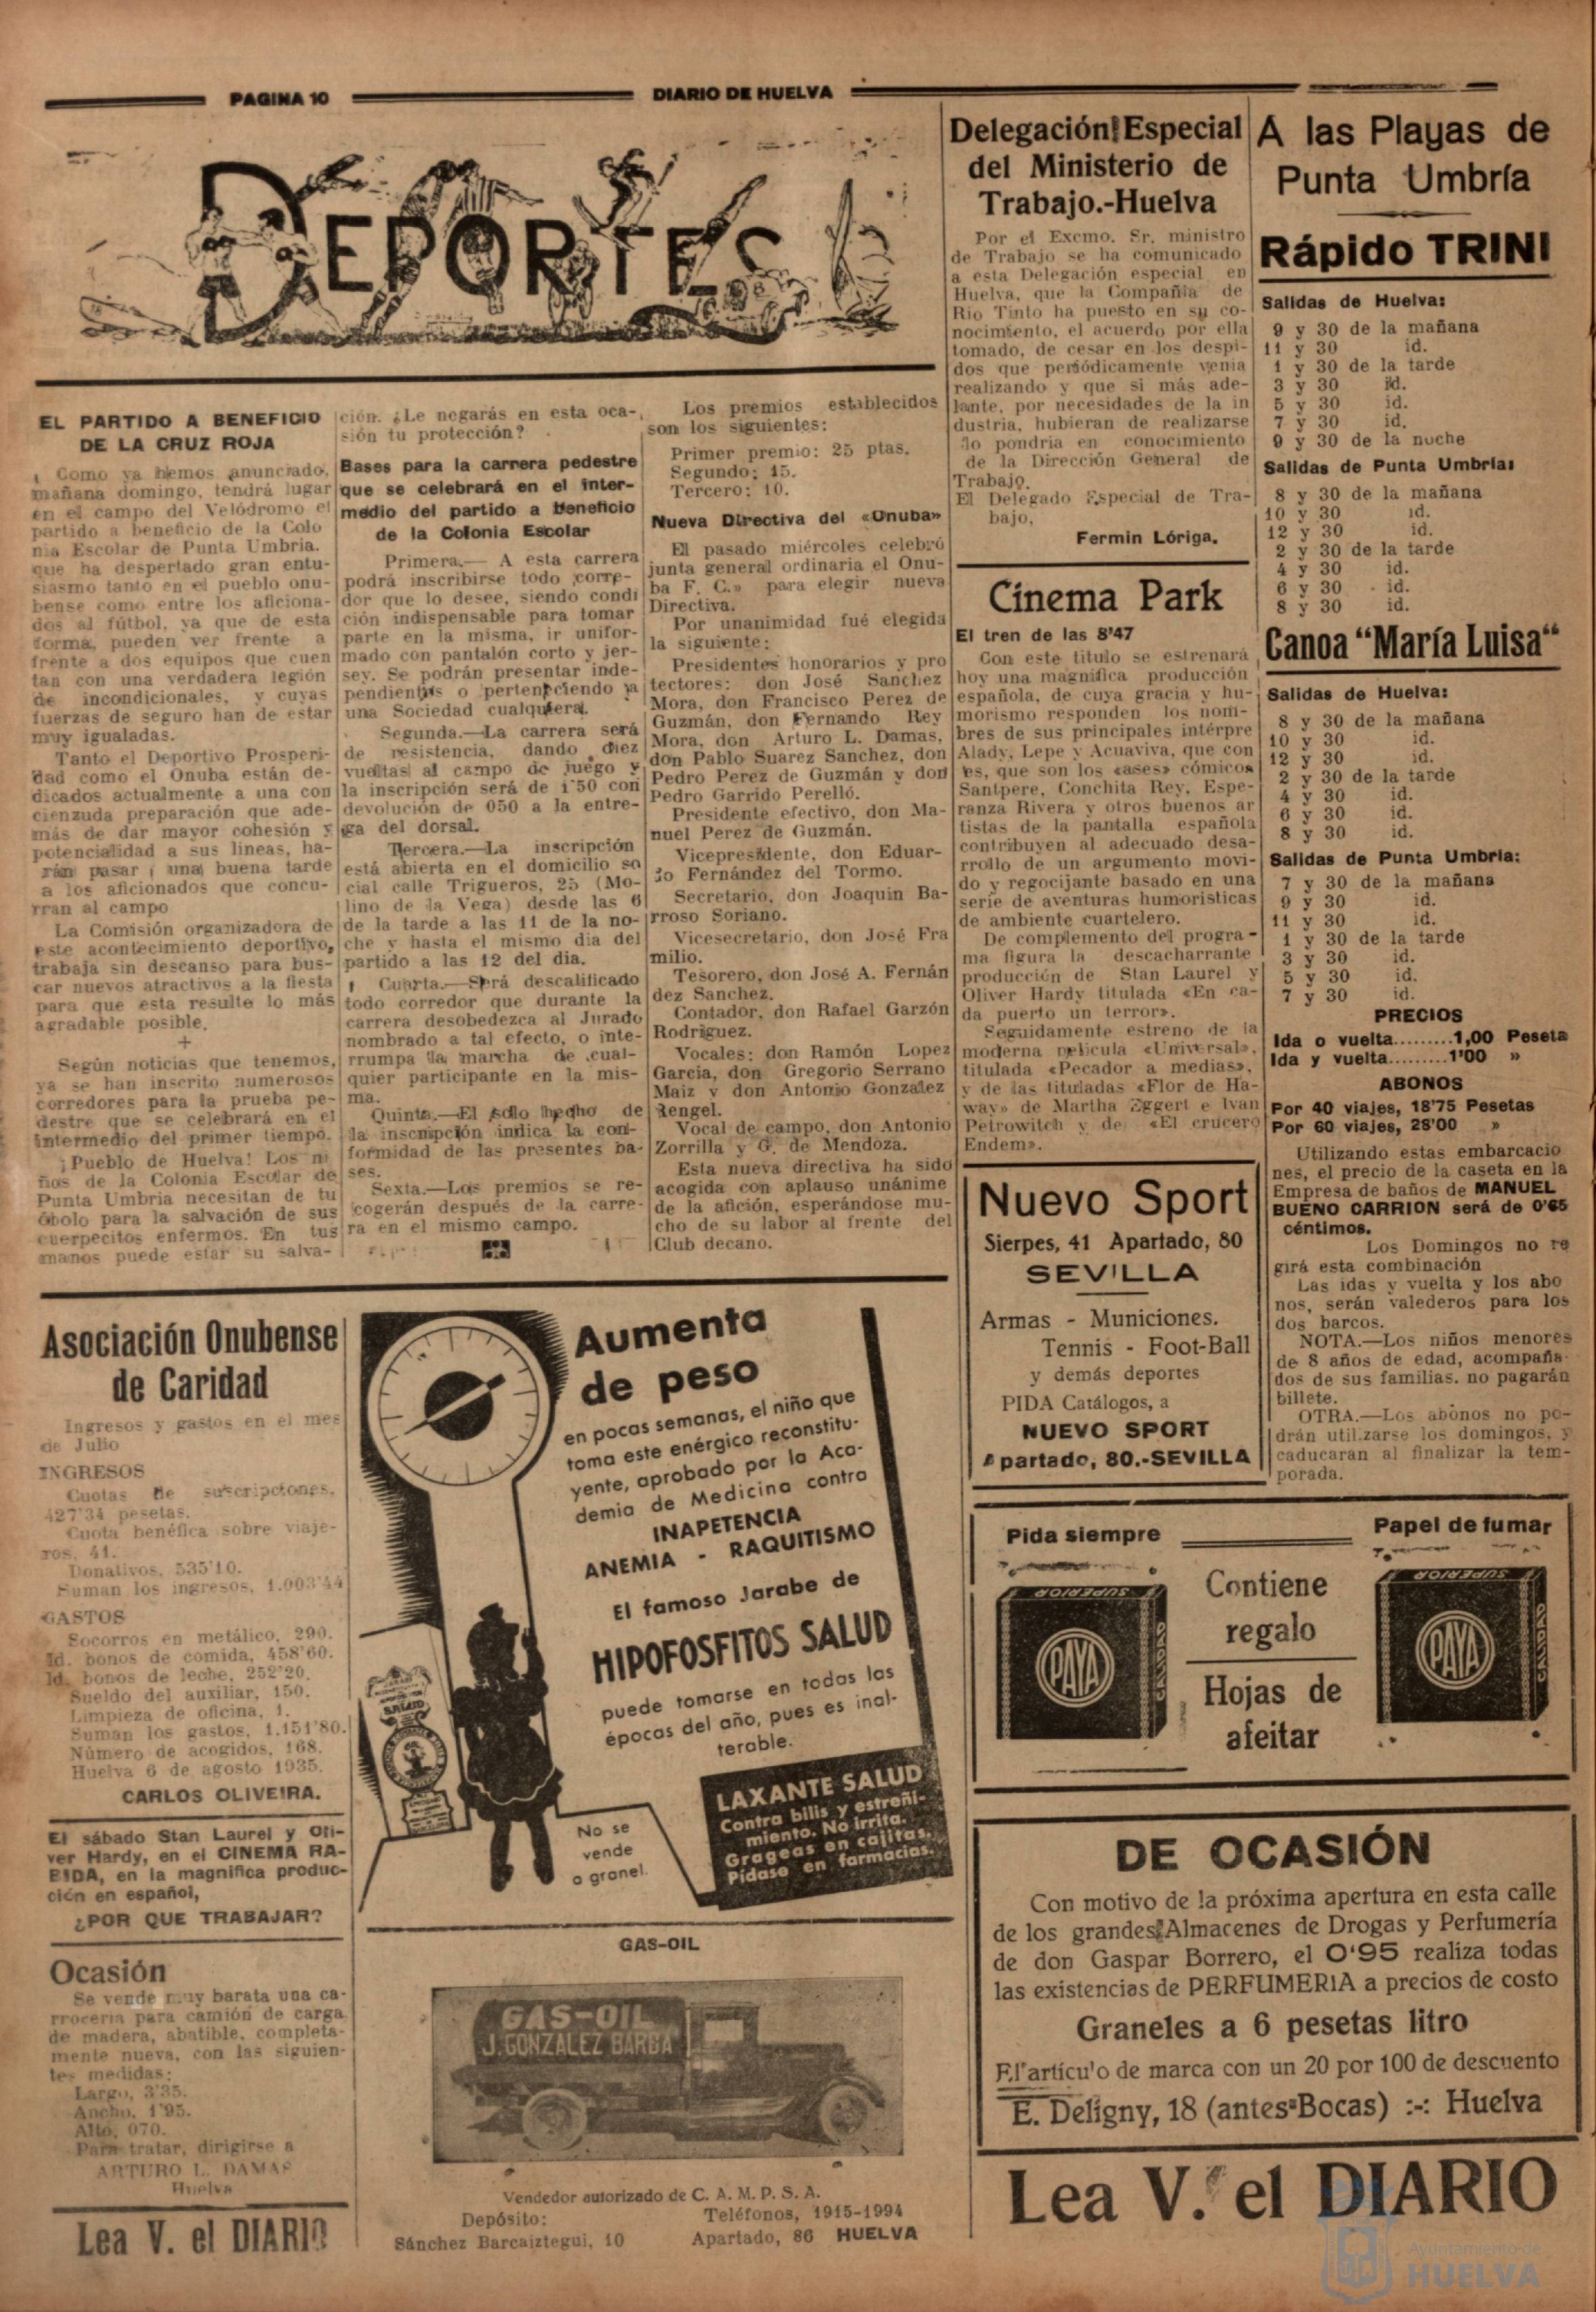 PAGINA 10
DIARIO DE HUELVA
DEPORTES
EL PARTIDO A BENEFICIO
DE LA CRUZ ROJA
Como ya hemos anunciado,
mañana domingo, tendrá lugar
en el campo del Velódromo el
partido a beneficio de la Colo
nia Escolar de Punta Umbria.
que ha despertado gran entu-
siasmo tanto en el pueblo onu-
bense como entre los aficiona-
dos al fútbol, ya que de esta
forma, pueden ver frente a
frente a dos equipos que cuen
tan con una verdadera legión
de incondicionales, y cuyas
fuerzas de seguro han de estar
muy igualadas.
Tanto el Deportivo Prosperi-
dad como el Onuba están de-
dicados actualmente a una con
cienzuda preparación que ade-
más de dar mayor cohesión y
potencialidad a sus lineas, ha-
rán pasar una buena tarde
a los aficionados que concu-
rran al campo
La Comisión organizadora de
este acontecimiento deportivo,
trabaja sin descanso para bus-
car nuevos atractivos a la fiesta
para que esta resulte lo más
agradable posible.
+
Según noticias que tenemos,
ya se han inscrito numerosos
corredores para la prueba pe-
destre que se celebrará en el
intermedio del primer tiempo.
¡Pueblo de Huelva! Los ni
ños de la Colonia Escolar de
Punta Umbria necesitan de tu
óbolo para la salvación de sus
cuerpecitos enfermos. En tus
manos puede estar su salva-
ción. ¿Le negarás en esta oca-
sión tu protección?
Bases para la carrera pedestre
que se celebrará en el inter-
medio del partido a beneficio
de la Colonia Escolar
Primera.— A esta carrera
podrá inscribirse todo corre-
dor que lo desee, siendo condi
ción indispensable para tomar
parte en la misma, ir unifor-
mado con pantalón corto y jer-
sey. Se podrán presentar inde-
pendientes o perteneciendo ya
una Sociedad cualquiera.
Segunda.—La carrera será
de resistencia, dando diez
vueltas al campo de juego y
la inscripción será de 1'50 con
devolución de 050 a la entre-
ga del dorsal.
Tercera.—La inscripción
está abierta en el domicilio so
cial calle Trigueros, 25 (Mo-
lino de la Vega) desde las 6
de la tarde a las 11 de la no-
che y hasta el mismo dia del
partido a las 12 del dia.
Cuarta.—Será descalificado
todo corredor que durante la
carrera desobedezca al Jurado
nombrado a tal efecto, o inte-
rrumpa la marcha de cual-
quier participante en la mis-
ma.
Quinta.—El solo hecho de
la inscripción indica la conf-
formidad de las presentes ba-
ses.
Sexta.—Los premios se re-
cogerán después de la carre-
ra en el mismo campo.
Los premios establecidos
son los siguientes:
Primer premio: 25 ptas.
Segundo: 15.
Tercero: 10.
Nueva Directiva del «Onuba»
El pasado miércoles celebró
junta general ordinaria el Onu-
ba F. C.» para elegir nueva
Directiva.
Por unanimidad fué elegida
la siguiente:
Presidentes honorarios y pro
tectores: don José Sanchez
Mora, don Francisco Perez de
Guzmán, don Fernando Rey
Mora, don Arturo L. Damas,
don Pablo Suarez Sanchez, don
Pedro Perez de Guzmán y don
Pedro Garrido Perelló.
Presidente efectivo, don Ma-
nuel Perez de Guzmán.
Vicepresidente, don Eduar-
do Fernández del Tormo.
Secretario, don Joaquin Ba-
rroso Soriano.
Vicesecretario, don José Fra
milio.
Tesorero, don José A. Fernán
dez Sanchez.
Contador, don Rafael Garzón
Rodriguez.
Vocales: don Ramón Lopez
Garcia, don Gregorio Serrano
Maiz y don Antonio Gonzalez
Rengel.
Vocal de campo, don Antonio
Zorrilla y G. de Mendoza.
Esta nueva directiva ha sido
acogida con aplauso unánime
de la afición, esperándose mu-
cho de su labor al frente del
Club decano.
Delegación Especial
del Ministerio de
Trabajo.-Huelva
Por el Excmo. Sr. ministro
de Trabajo se ha comunicado
a esta Delegación especial en
Huelva, que la Compañia de
Rio Tinto ha puesto en su co-
nocimiento, el acuerdo por ella
tomado, de cesar en los despi-
dos que periódicamente venia
realizando y que si más ade-
lante, por necesidades de la in
dustria, hubieran de realizarse
lo pondria en conocimiento
de la Dirección General de
Trabajo.
El Delegado Especial de Tra-
bajo,
Fermin Lóriga.
Cinema Park
El tren de las 8'47
Con este titulo se estrenará
hoy una magnifica producción
española, de cuya gracia y hu-
morismo responden los nom-
bres de sus principales intérpre
Alady, Lepe y Acuaviva, que con
es, que son los «ases» cómicos
Santpere, Conchita Rey, Espe-
ranza Rivera y otros buenos ar
tistas de la pantalla española
contribuyen al adecuado desa-
rrollo de un argumento movi-
do y regocijante basado en una
serie de aventuras humoristicas
de ambiente cuartelero.
De complemento del progra-
ma figura la descacharrante
producción de Stan Laurel y
Oliver Hardy titulada «En ca-
da puerto un terror».
Seguidamente estreno de la
moderna pelicula «Universal»,
titulada «Pecador a medias»,
y de las tituladas «Flor de Ha-
way» de Martha Eggert e Ivan
Petrowitch y de «El crucero
Endem».
Nuevo Sport
Sierpes, 41 Apartado, 80
SEVILLA
Armas - Municiones.
Tennis - Foot-Ball
y demás deportes
PIDA Catálogos, a
NUEVO SPORT
Apartado, 80.-SEVILLA
A las Playas de
Punta Umbría
Rápido TRINI
Salidas de Huelva:
9 y 30 de la mañana
11 y 30 id.
1 y 30 de la tarde
3 y 30 id.
5 y 30 id.
7 y 30 id.
9 y 30 de la noche
Salidas de Punta Umbría:
8 y 30 de la mañana
10 y 30 id.
12 y 30 id.
2 y 30 de la tarde
4 y 30 id.
6 y 30 id.
8 y 30 id.
Canoa "María Luisa"
Salidas de Huelva:
8 y 30 de la mañana
10 y 30 id.
12 y 30 id.
2 y 30 de la tarde
4 y 30 id.
6 y 30 id.
8 y 30 id.
Salidas de Punta Umbría:
7 y 30 de la mañana
9 y 30 id.
11 y 30 id.
1 y 30 de la tarde
3 y 30 id.
5 y 30 id.
7 y 30 id.
PRECIOS
Ida o vuelta.........1,00 Peseta
Ida y vuelta.........1'00 »
ABONOS
Por 40 viajes, 18'75 Pesetas
Por 60 viajes, 28'00 »
Utilizando estas embarcacio
nes, el precio de la caseta en la
Empresa de baños de MANUEL
BUENO CARRION será de 0'65
céntimos.
Los Domingos no re
girá esta combinación
Las idas y vuelta y los abo
nos, serán valederos para los
dos barcos.
NOTA.—Los niños menores
de 8 años de edad, acompaña-
dos de sus familias. no pagarán
billete.
OTRA.—Los abonos no po-
drán utilizarse los domingos, y
caducaran al finalizar la tem-
porada.
Asociación Onubense
de Caridad
Ingresos y gastos en el mes
de Julio
INGRESOS
Cuotas de suscripciones,
427'34 pesetas.
Cuota benéfica sobre viaje-
ros, 41.
Donativos, 535'10.
Suman los ingresos, 1.003'44
GASTOS
Socorros en metálico, 290.
Id. bonos de comida, 458'60.
Id. bonos de leche, 252'20.
Sueldo del auxiliar, 150.
Limpieza de oficina, 1.
Suman los gastos, 1.151'80.
Número de acogidos, 168.
Huelva 6 de agosto 1935.
CARLOS OLIVEIRA.
El sábado Stan Laurel y Oli-
ver Hardy, en el CINEMA RA-
BIDA, en la magnifica produc-
ción en español,
¿POR QUE TRABAJAR?
Ocasión
Se vende muy barata una ca-
rroceria para camión de carga
de madera, abatible, completa-
mente nueva, con las siguien-
tes medidas:
Largo, 3'35.
Ancho, 1'95.
Alto, 070.
Para tratar, dirigirse a
ARTURO L. DAMAS
Huelva
Lea V. el DIARIO
Aumenta
de peso
en pocas semanas, el niño que
toma este enérgico reconstitu-
yente, aprobado por la Aca-
demia de Medicina contra
INAPETENCIA
ANEMIA - RAQUITISMO
El famoso Jarabe de
HIPOFOSFITOS SALUD
puede tomarse en todas las
épocas del año, pues es inal-
terable.
SALUD
No se
vende
a granel.
LAXANTE SALUD
Contra bilis y estreñi-
miento. No irrita.
Grageas en cajitas.
Pídase en farmacias.
GAS-OIL
GAS-OIL
J. GONZALEZ BARBA
Vendedor autorizado de C. A. M. P. S. A.
Depósito:
Sánchez Barcaiztegui, 10
Teléfonos, 1915-1994
Apartado, 86 HUELVA
Pida siempre
Papel de fumar
SUPERIOR
PAYA
CALIDAD
Contiene
regalo
Hojas de
afeitar
SUPERIOR
PAYA
CALIDAD
DE OCASIÓN
Con motivo de la próxima apertura en esta calle
de los grandes Almacenes de Drogas y Perfumería
de don Gaspar Borrero, el 0'95 realiza todas
las existencias de PERFUMERIA a precios de costo
Graneles a 6 pesetas litro
El artículo de marca con un 20 por 100 de descuento
E. Deligny, 18 (antes Bocas) :-: Huelva
Lea V. el DIARIO
Ayuntamiento de
HUELVA